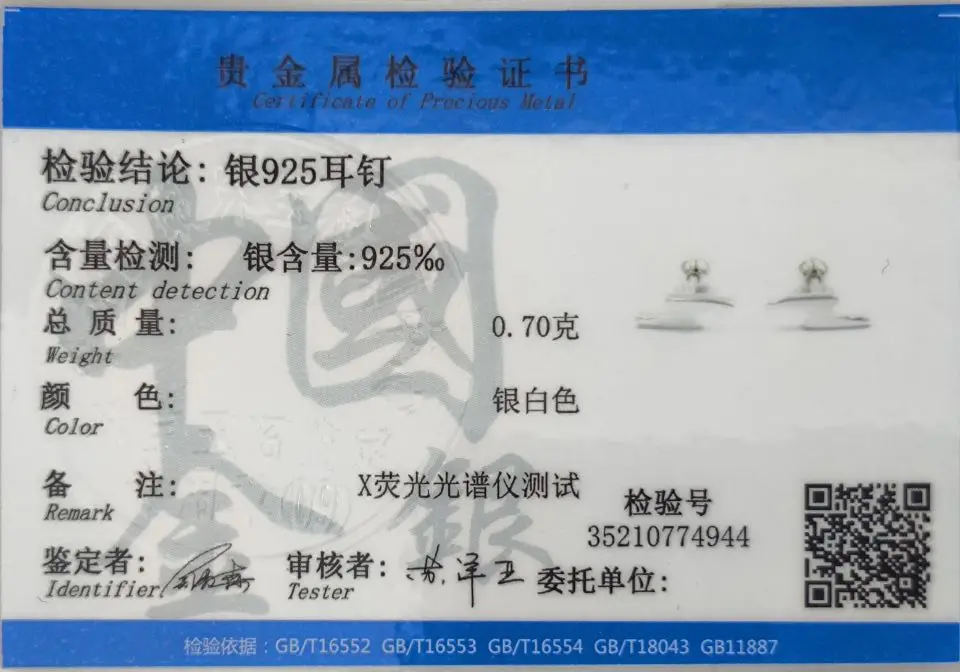 贵金属检验证书
Certificate of Precious Metal
检验结论: 银925耳钉
Conclusion
含量检测: 银含量:925‰
Content detection
总质量: 0.70克
Weight
颜色: 银白色
Color
备注: X荧光光谱仪测试
Remark
检验号
35210774944
鉴定者:
Identifier
审核者:
Tester
委托单位:
检验依据: GB/T16552 GB/T16553 GB/T16554 GB/T18043 GB11887
中國
金銀